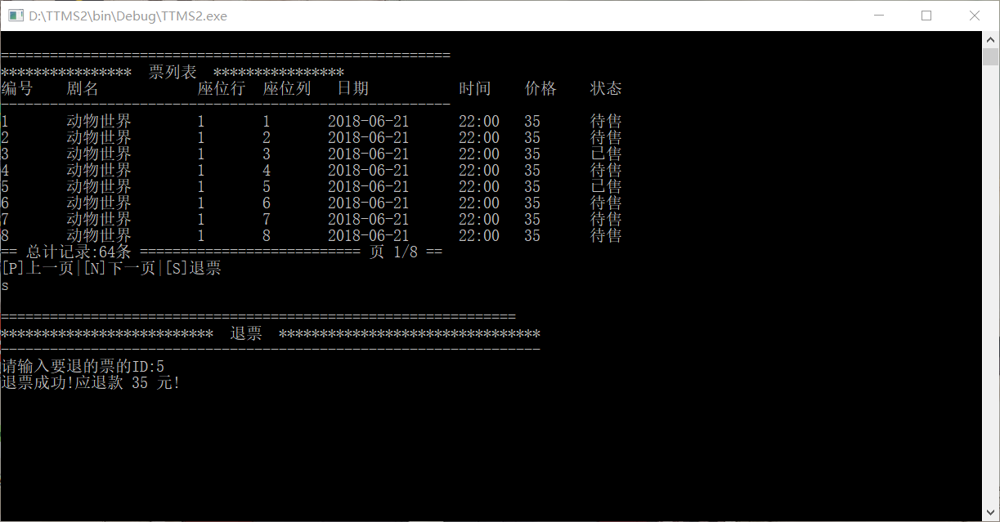 D:\TTMS2\bin\Debug\TTMS2.exe
=======================================================
**************** 票列表 ****************
编号 剧名 座位行 座位列 日期 时间 价格 状态
-------------------------------------------------------
1 动物世界 1 1 2018-06-21 22:00 35 待售
2 动物世界 1 2 2018-06-21 22:00 35 待售
3 动物世界 1 3 2018-06-21 22:00 35 已售
4 动物世界 1 4 2018-06-21 22:00 35 待售
5 动物世界 1 5 2018-06-21 22:00 35 已售
6 动物世界 1 6 2018-06-21 22:00 35 待售
7 动物世界 1 7 2018-06-21 22:00 35 待售
8 动物世界 1 8 2018-06-21 22:00 35 待售
== 总计记录:64条 =========================== 页 1/8 ==
[P]上一页|[N]下一页|[S]退票
s
===============================================================
************************** 退票 ********************************
------------------------------------------------------------------
请输入要退的票的ID:5
退票成功!应退款 35 元!